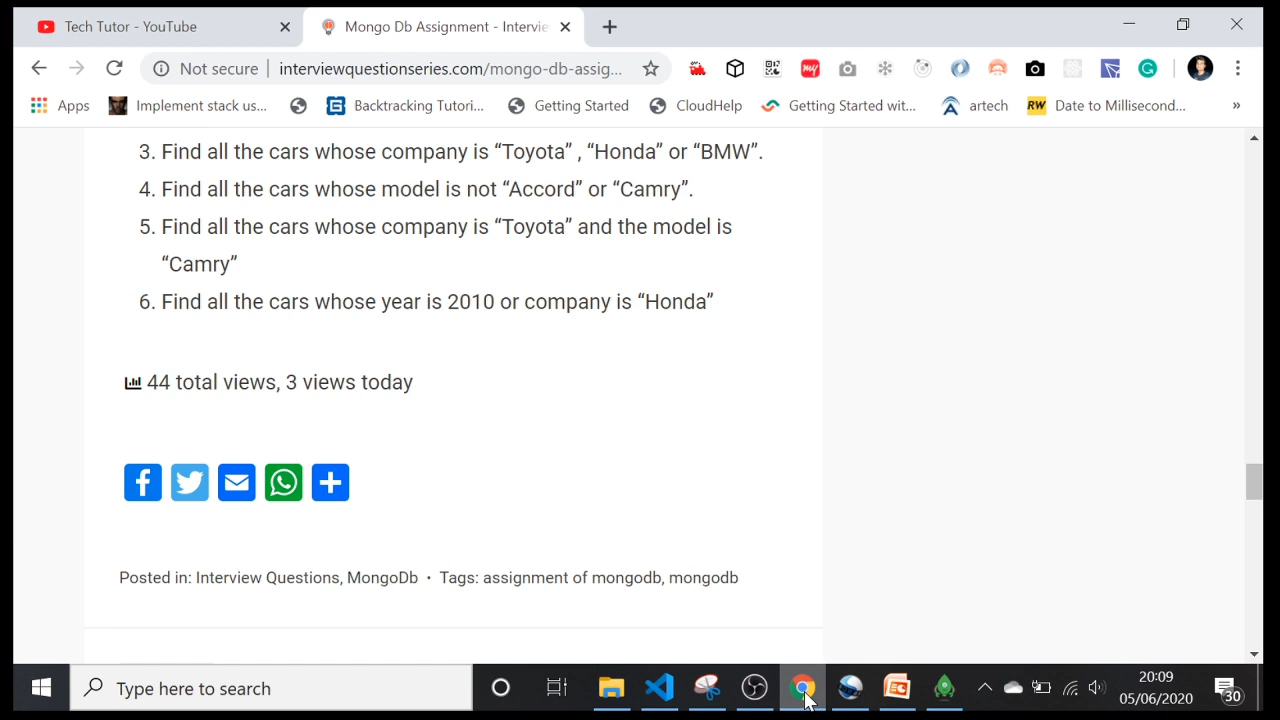 Tech Tutor - YouTube
Mongo Db Assignment - Intervie
Not secure
interviewquestionseries.com/mongo-db-assig...
my
G
Apps
Implement stack us...
Backtracking Tutori...
Getting Started
CloudHelp
Getting Started wit...
artech
RW
Date to Millisecond...
»
3. Find all the cars whose company is “Toyota” , “Honda” or “BMW”.
4. Find all the cars whose model is not “Accord” or “Camry”.
5. Find all the cars whose company is “Toyota” and the model is
“Camry”
6. Find all the cars whose year is 2010 or company is “Honda”
44 total views, 3 views today
Posted in: Interview Questions, MongoDb • Tags: assignment of mongodb, mongodb
Type here to search
20:09
05/06/2020
30